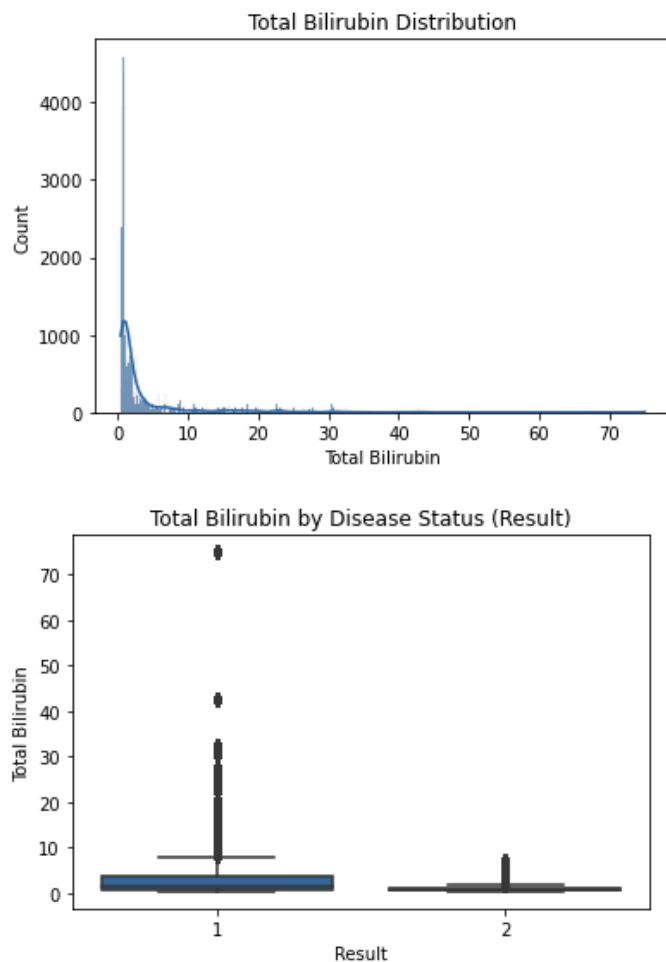 Total Bilirubin Distribution
4000
3000
2000
1000
0
Count
0 10 20 30 40 50 60 70
Total Bilirubin
Total Bilirubin by Disease Status (Result)
70
60
50
40
30
20
10
0
Total Bilirubin
1 2
Result